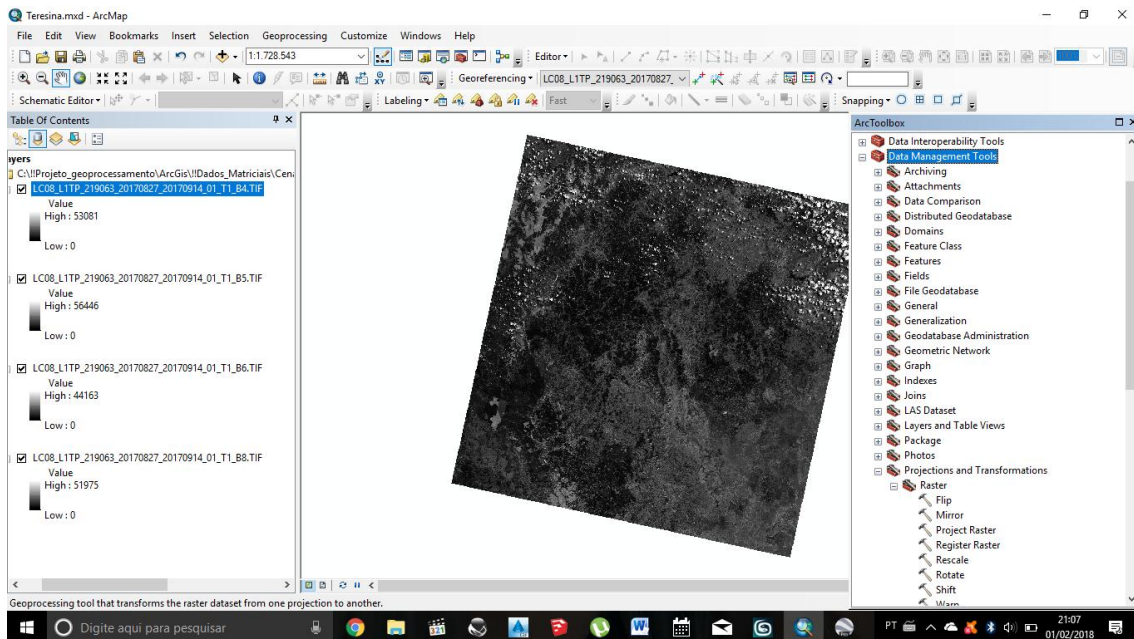 Teresina.mxd - ArcMap
File Edit View Bookmarks Insert Selection Geoprocessing Customize Windows Help
1:1.728.543
Editor
Georeferencing LC08_L1TP_219063_20170827_
Schematic Editor
Labeling
Fast
Snapping
Table Of Contents
ayers
C:\!!Projeto_geoprocessamento\ArcGis\!!Dados_Matriciais\Cena
LC08_L1TP_219063_20170827_20170914_01_T1_B4.TIF
Value
High : 53081
Low : 0
LC08_L1TP_219063_20170827_20170914_01_T1_B5.TIF
Value
High : 56446
Low : 0
LC08_L1TP_219063_20170827_20170914_01_T1_B6.TIF
Value
High : 44163
Low : 0
LC08_L1TP_219063_20170827_20170914_01_T1_B8.TIF
Value
High : 51975
Low : 0
ArcToolbox
Data Interoperability Tools
Data Management Tools
Archiving
Attachments
Data Comparison
Distributed Geodatabase
Domains
Feature Class
Features
Fields
File Geodatabase
General
Generalization
Geodatabase Administration
Geometric Network
Graph
Indexes
Joins
LAS Dataset
Layers and Table Views
Package
Photos
Projections and Transformations
Raster
Flip
Mirror
Project Raster
Register Raster
Rescale
Rotate
Shift
Warp
Geoprocessing tool that transforms the raster dataset from one projection to another.
Digite aqui para pesquisar
PT
21:07
01/02/2018